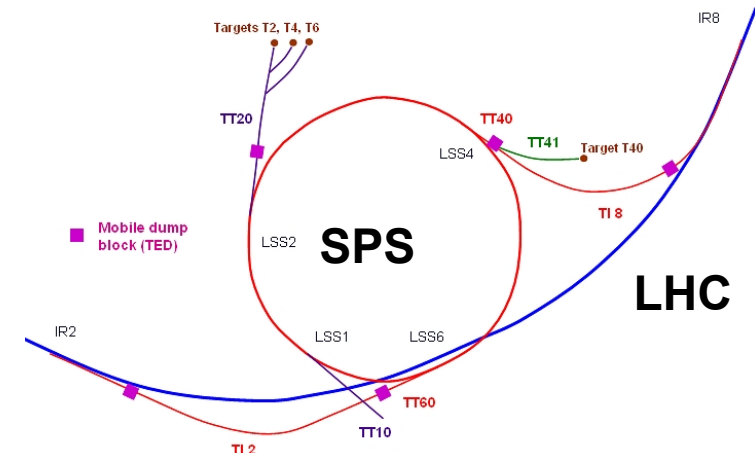 IR8
Targets T2, T4, T6
TT20
TT40
TT41
Target T40
LSS4
TI 8
Mobile dump
block (TED)
LSS2
SPS
LHC
IR2
LSS1
LSS6
TT60
TT10
TI 2